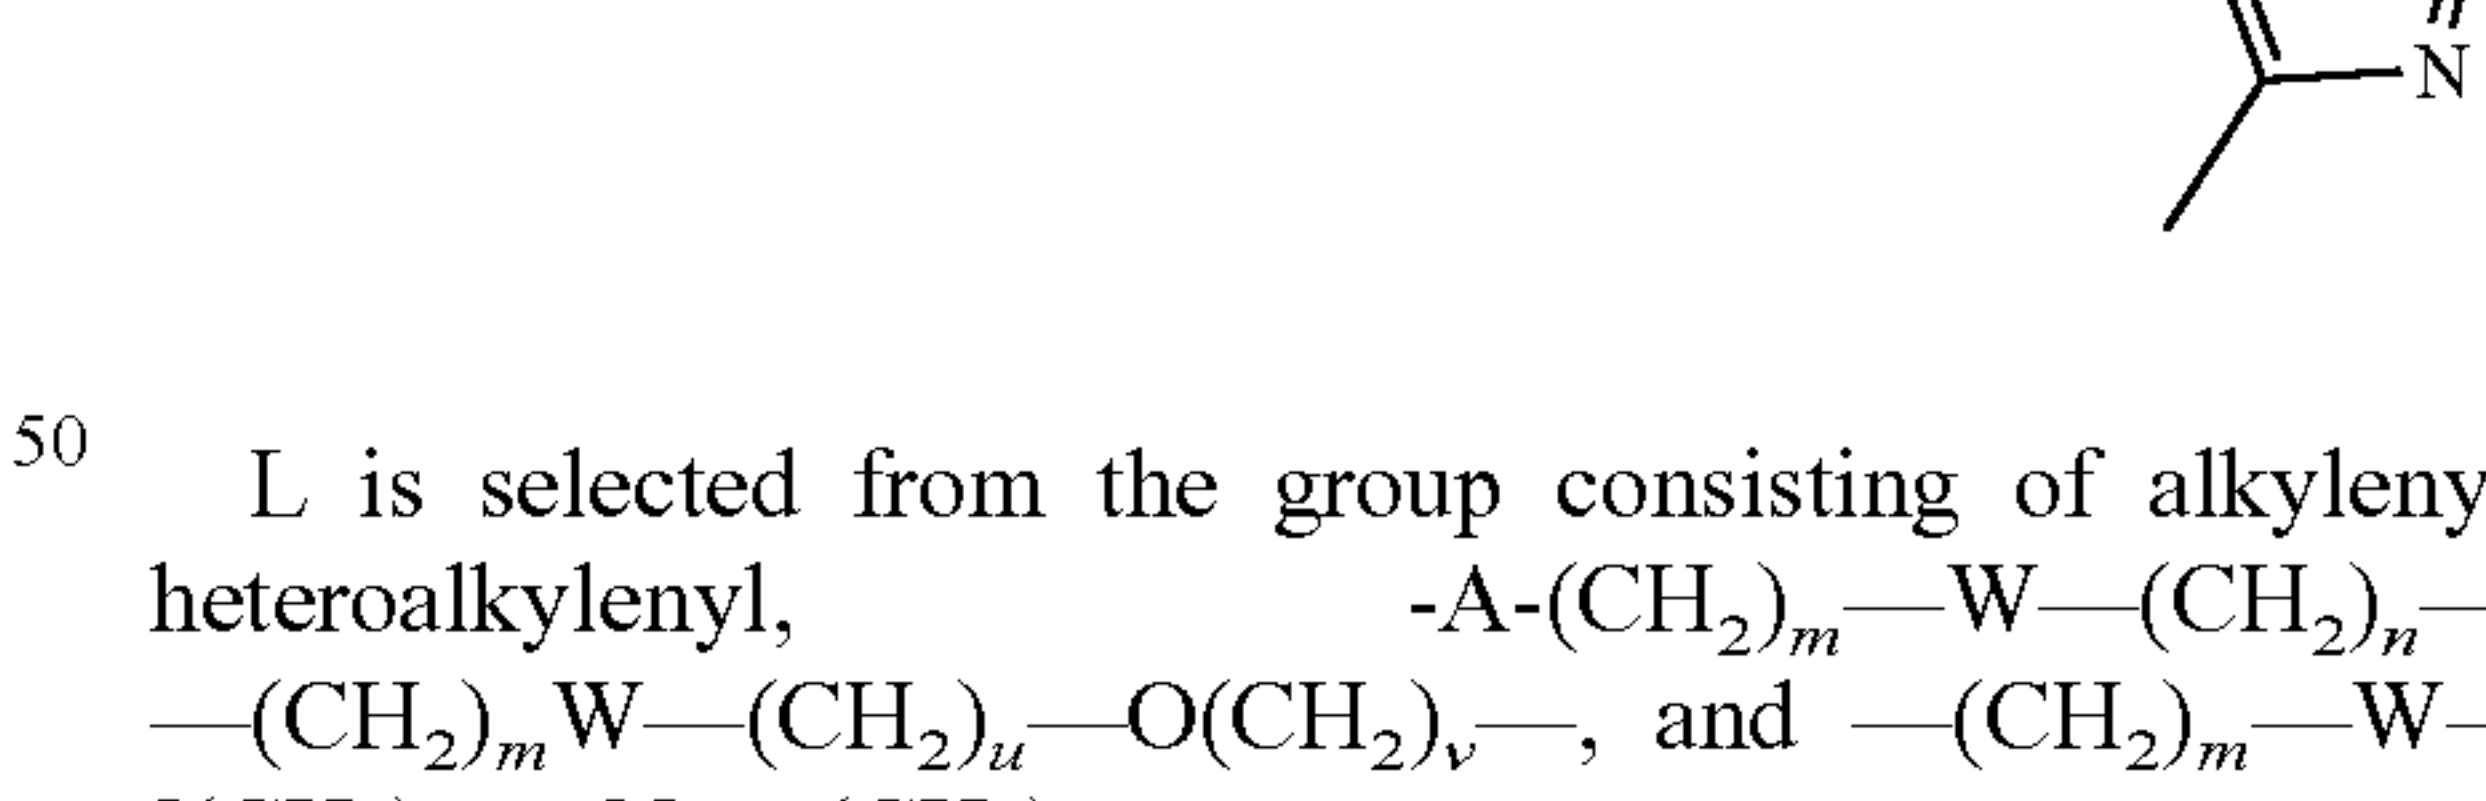 N
50
L is selected from the group consisting of alkyleny
heteroalkylenyl, -A-(CH₂)ₘ—W—(CH₂)ₙ—
—(CH₂)ₘW—(CH₂)ᵤ—O(CH₂)ᵥ—, and —(CH₂)ₘ—W-